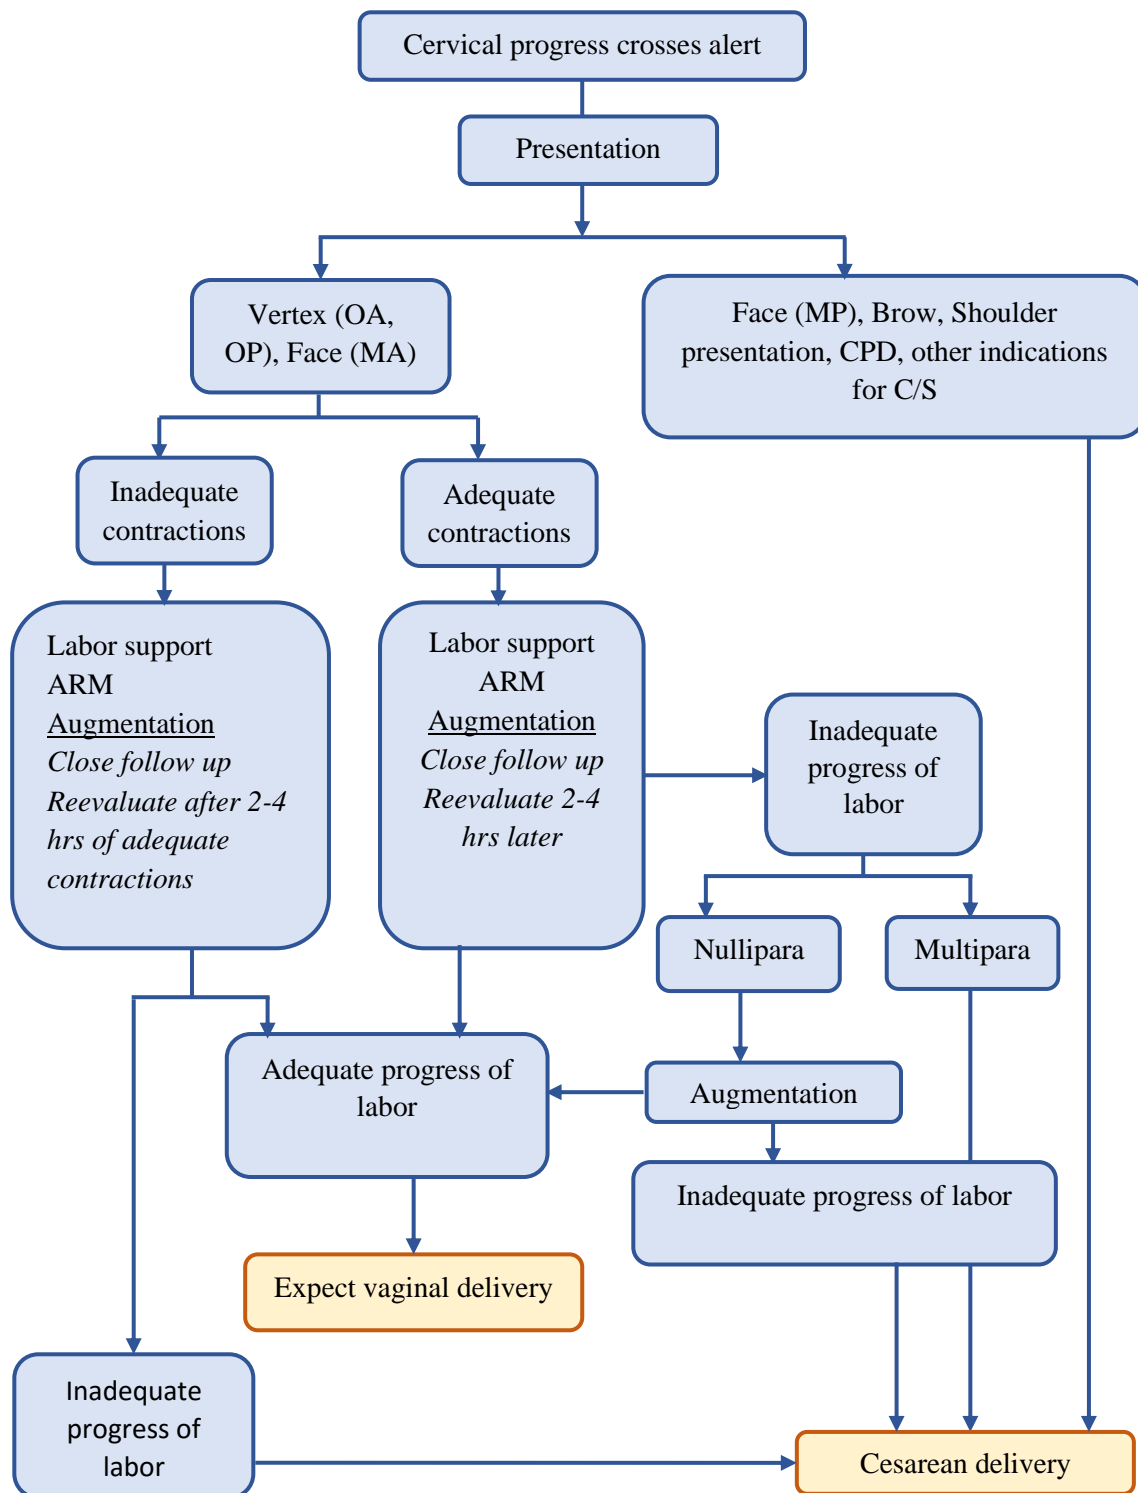 Cervical progress crosses alert
Presentation
Vertex (OA,
OP), Face (MA)
Face (MP), Brow, Shoulder
presentation, CPD, other indications
for C/S
Inadequate
contractions
Adequate
contractions
Labor support
ARM
Augmentation
Close follow up
Reevaluate after 2-4
hrs of adequate
contractions
Labor support
ARM
Augmentation
Close follow up
Reevaluate 2-4
hrs later
Inadequate
progress of
labor
Nullipara
Multipara
Adequate progress of
labor
Augmentation
Inadequate progress of labor
Expect vaginal delivery
Inadequate
progress of
labor
Cesarean delivery